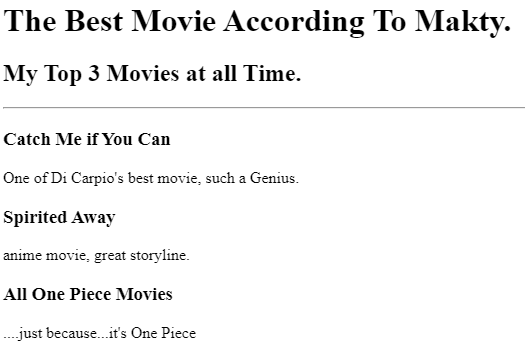 The Best Movie According To Makty.
My Top 3 Movies at all Time.
Catch Me if You Can
One of Di Carpio's best movie, such a Genius.
Spirited Away
anime movie, great storyline.
All One Piece Movies
....just because...it's One Piece